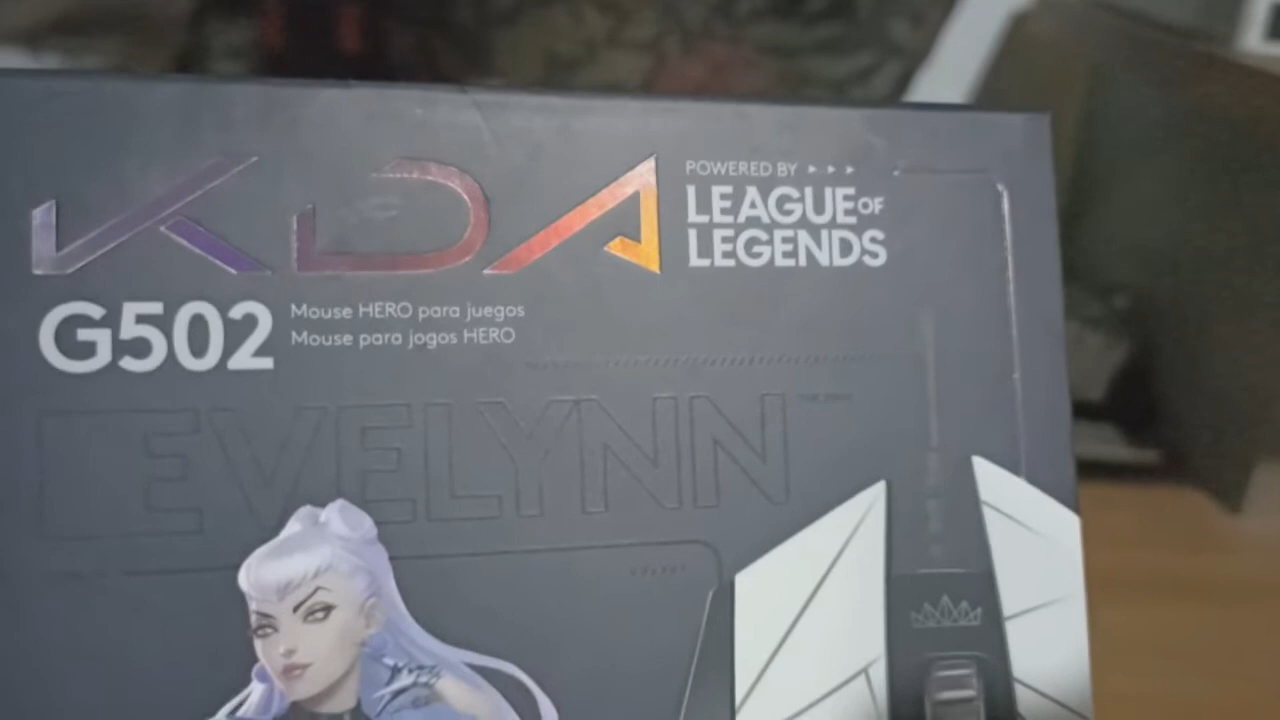 KDA
POWERED BY
LEAGUE OF
LEGENDS
G502
Mouse HERO para juegos
Mouse para jogos HERO
EVELYNN